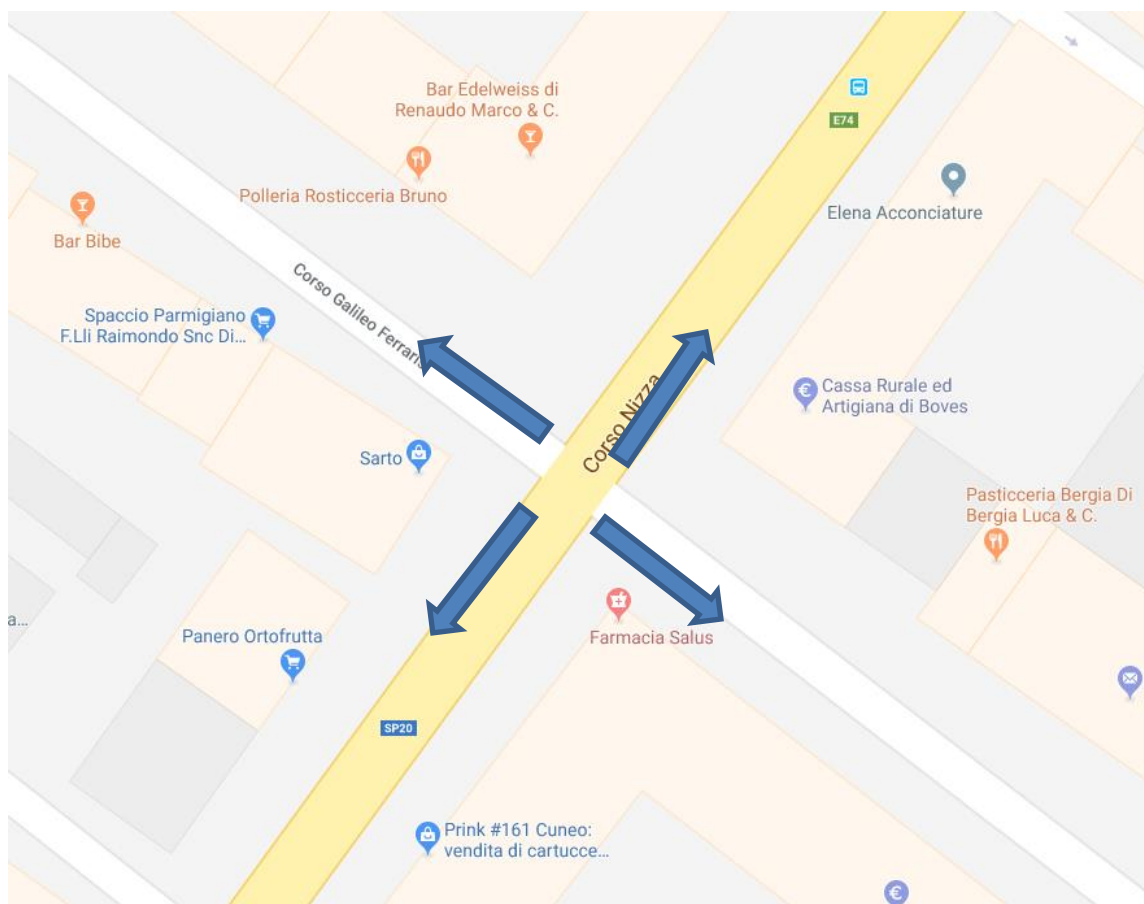 Bar Edelweiss di
Renaudo Marco & C.
E74
Polleria Rosticceria Bruno
Elena Acconciature
Bar Bibe
Corso Galileo Ferraris
Spaccio Parmigiano
F.Lli Raimondo Snc Di...
Corso Nizza
Cassa Rurale ed
Artigiana di Boves
Sarto
Pasticceria Bergia Di
Bergia Luca & C.
a...
Panero Ortofrutta
Farmacia Salus
SP20
Prink #161 Cuneo:
vendita di cartucce...